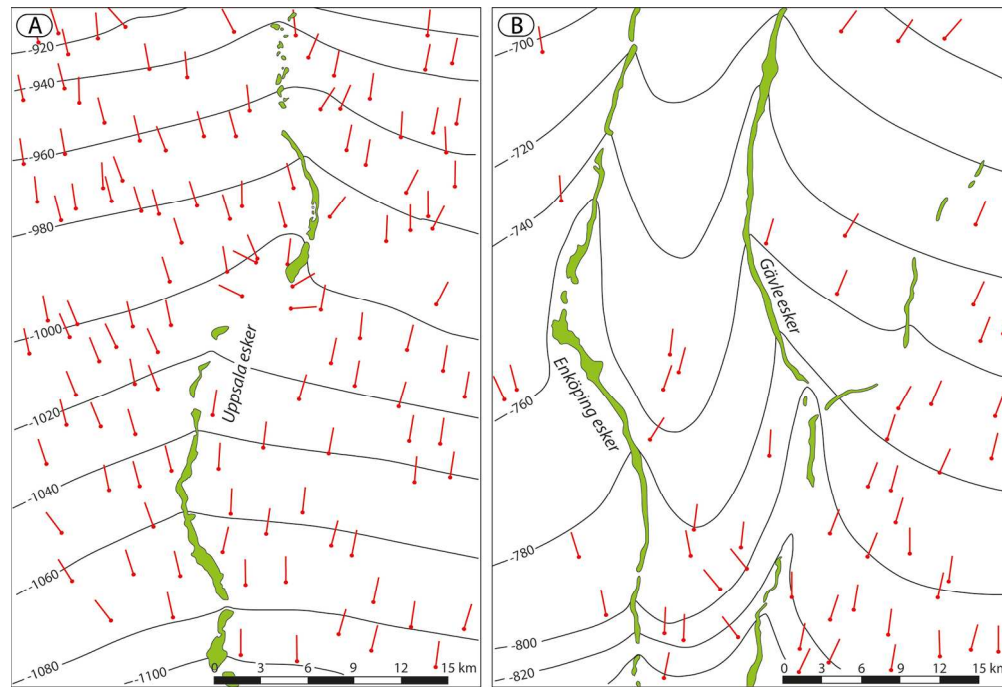 A
-920
-940
-960
-980
-1000
-1020
-1040
-1060
-1080
-1100
Uppsala esker
0 3 6 9 12 15 km
B
-700
-720
-740
-760
-780
-800
-820
Gävle esker
Enköping esker
0 3 6 9 12 15 km